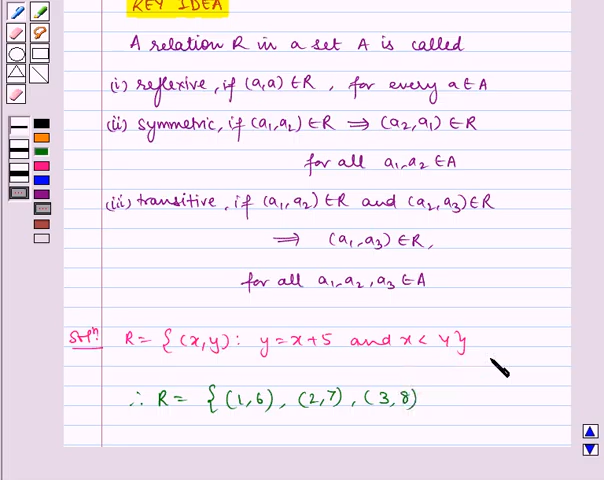 KEY IDEA
A relation R in a set A is called
(i) reflexive, if (a,a) ∈ R, for every a ∈ A
(ii) symmetric, if (a₁,a₂) ∈ R ⟹ (a₂,a₁) ∈ R
for all a₁,a₂ ∈ A
(iii) transitive, if (a₁,a₂) ∈ R and (a₂,a₃) ∈ R
⟹ (a₁,a₃) ∈ R,
for all a₁,a₂,a₃ ∈ A
Solⁿ R = { (x,y): y = x+5 and x < 4 }
∴ R = { (1,6), (2,7), (3,8)